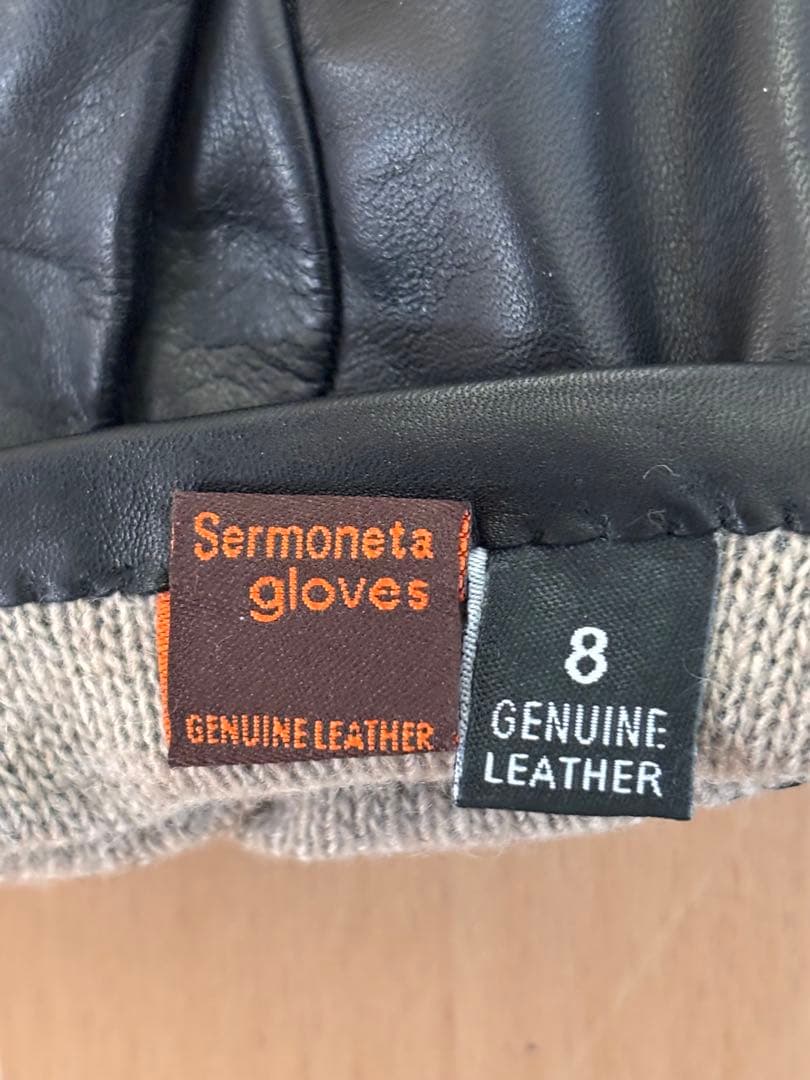 Sermoneta
gloves
GENUINE LEATHER
8
GENUINE
LEATHER